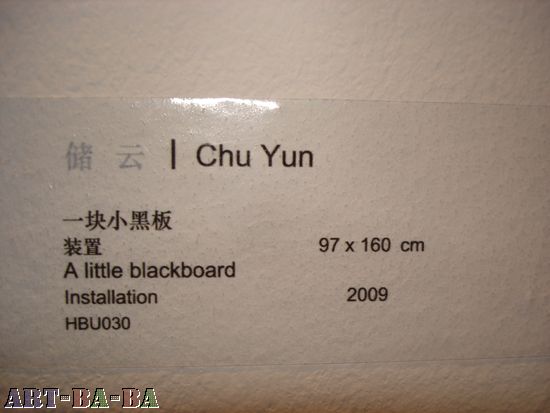 储 云 | Chu Yun
一块小黑板
装置 97 x 160 cm
A little blackboard
Installation 2009
HBU030
ART-BA-BA